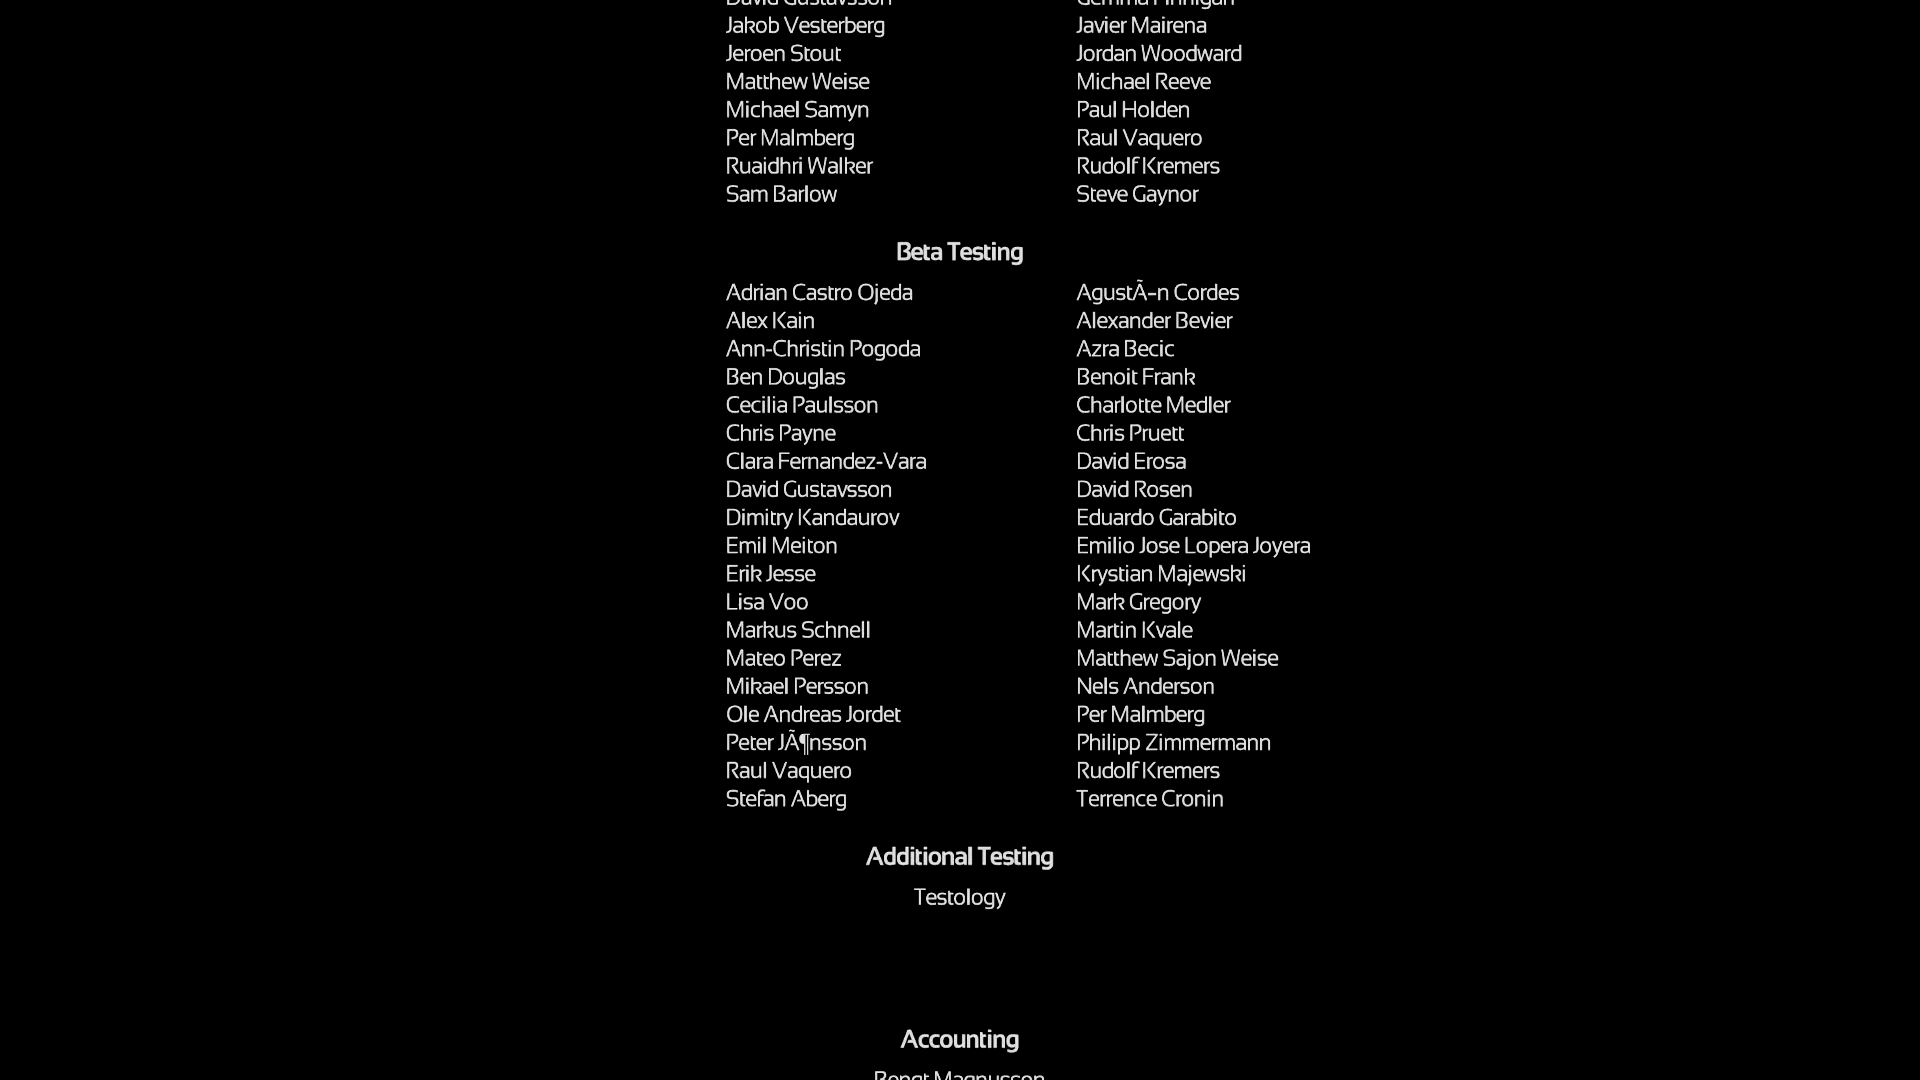 David Gustavsson Gemma Finnigan
Jakob Vesterberg Javier Mairena
Jeroen Stout Jordan Woodward
Matthew Weise Michael Reeve
Michael Samyn Paul Holden
Per Malmberg Raul Vaquero
Ruaidhri Walker Rudolf Kremers
Sam Barlow Steve Gaynor
Beta Testing
Adrian Castro Ojeda AgustÃ-n Cordes
Alex Kain Alexander Bevier
Ann-Christin Pogoda Azra Becic
Ben Douglas Benoit Frank
Cecilia Paulsson Charlotte Medler
Chris Payne Chris Pruett
Clara Fernandez-Vara David Erosa
David Gustavsson David Rosen
Dimitry Kandaurov Eduardo Garabito
Emil Meiton Emilio Jose Lopera Joyera
Erik Jesse Krystian Majewski
Lisa Voo Mark Gregory
Markus Schnell Martin Kvale
Mateo Perez Matthew Sajon Weise
Mikael Persson Nels Anderson
Ole Andreas Jordet Per Malmberg
Peter JÃ¶nsson Philipp Zimmermann
Raul Vaquero Rudolf Kremers
Stefan Aberg Terrence Cronin
Additional Testing
Testology
Accounting
Bengt Magnusson